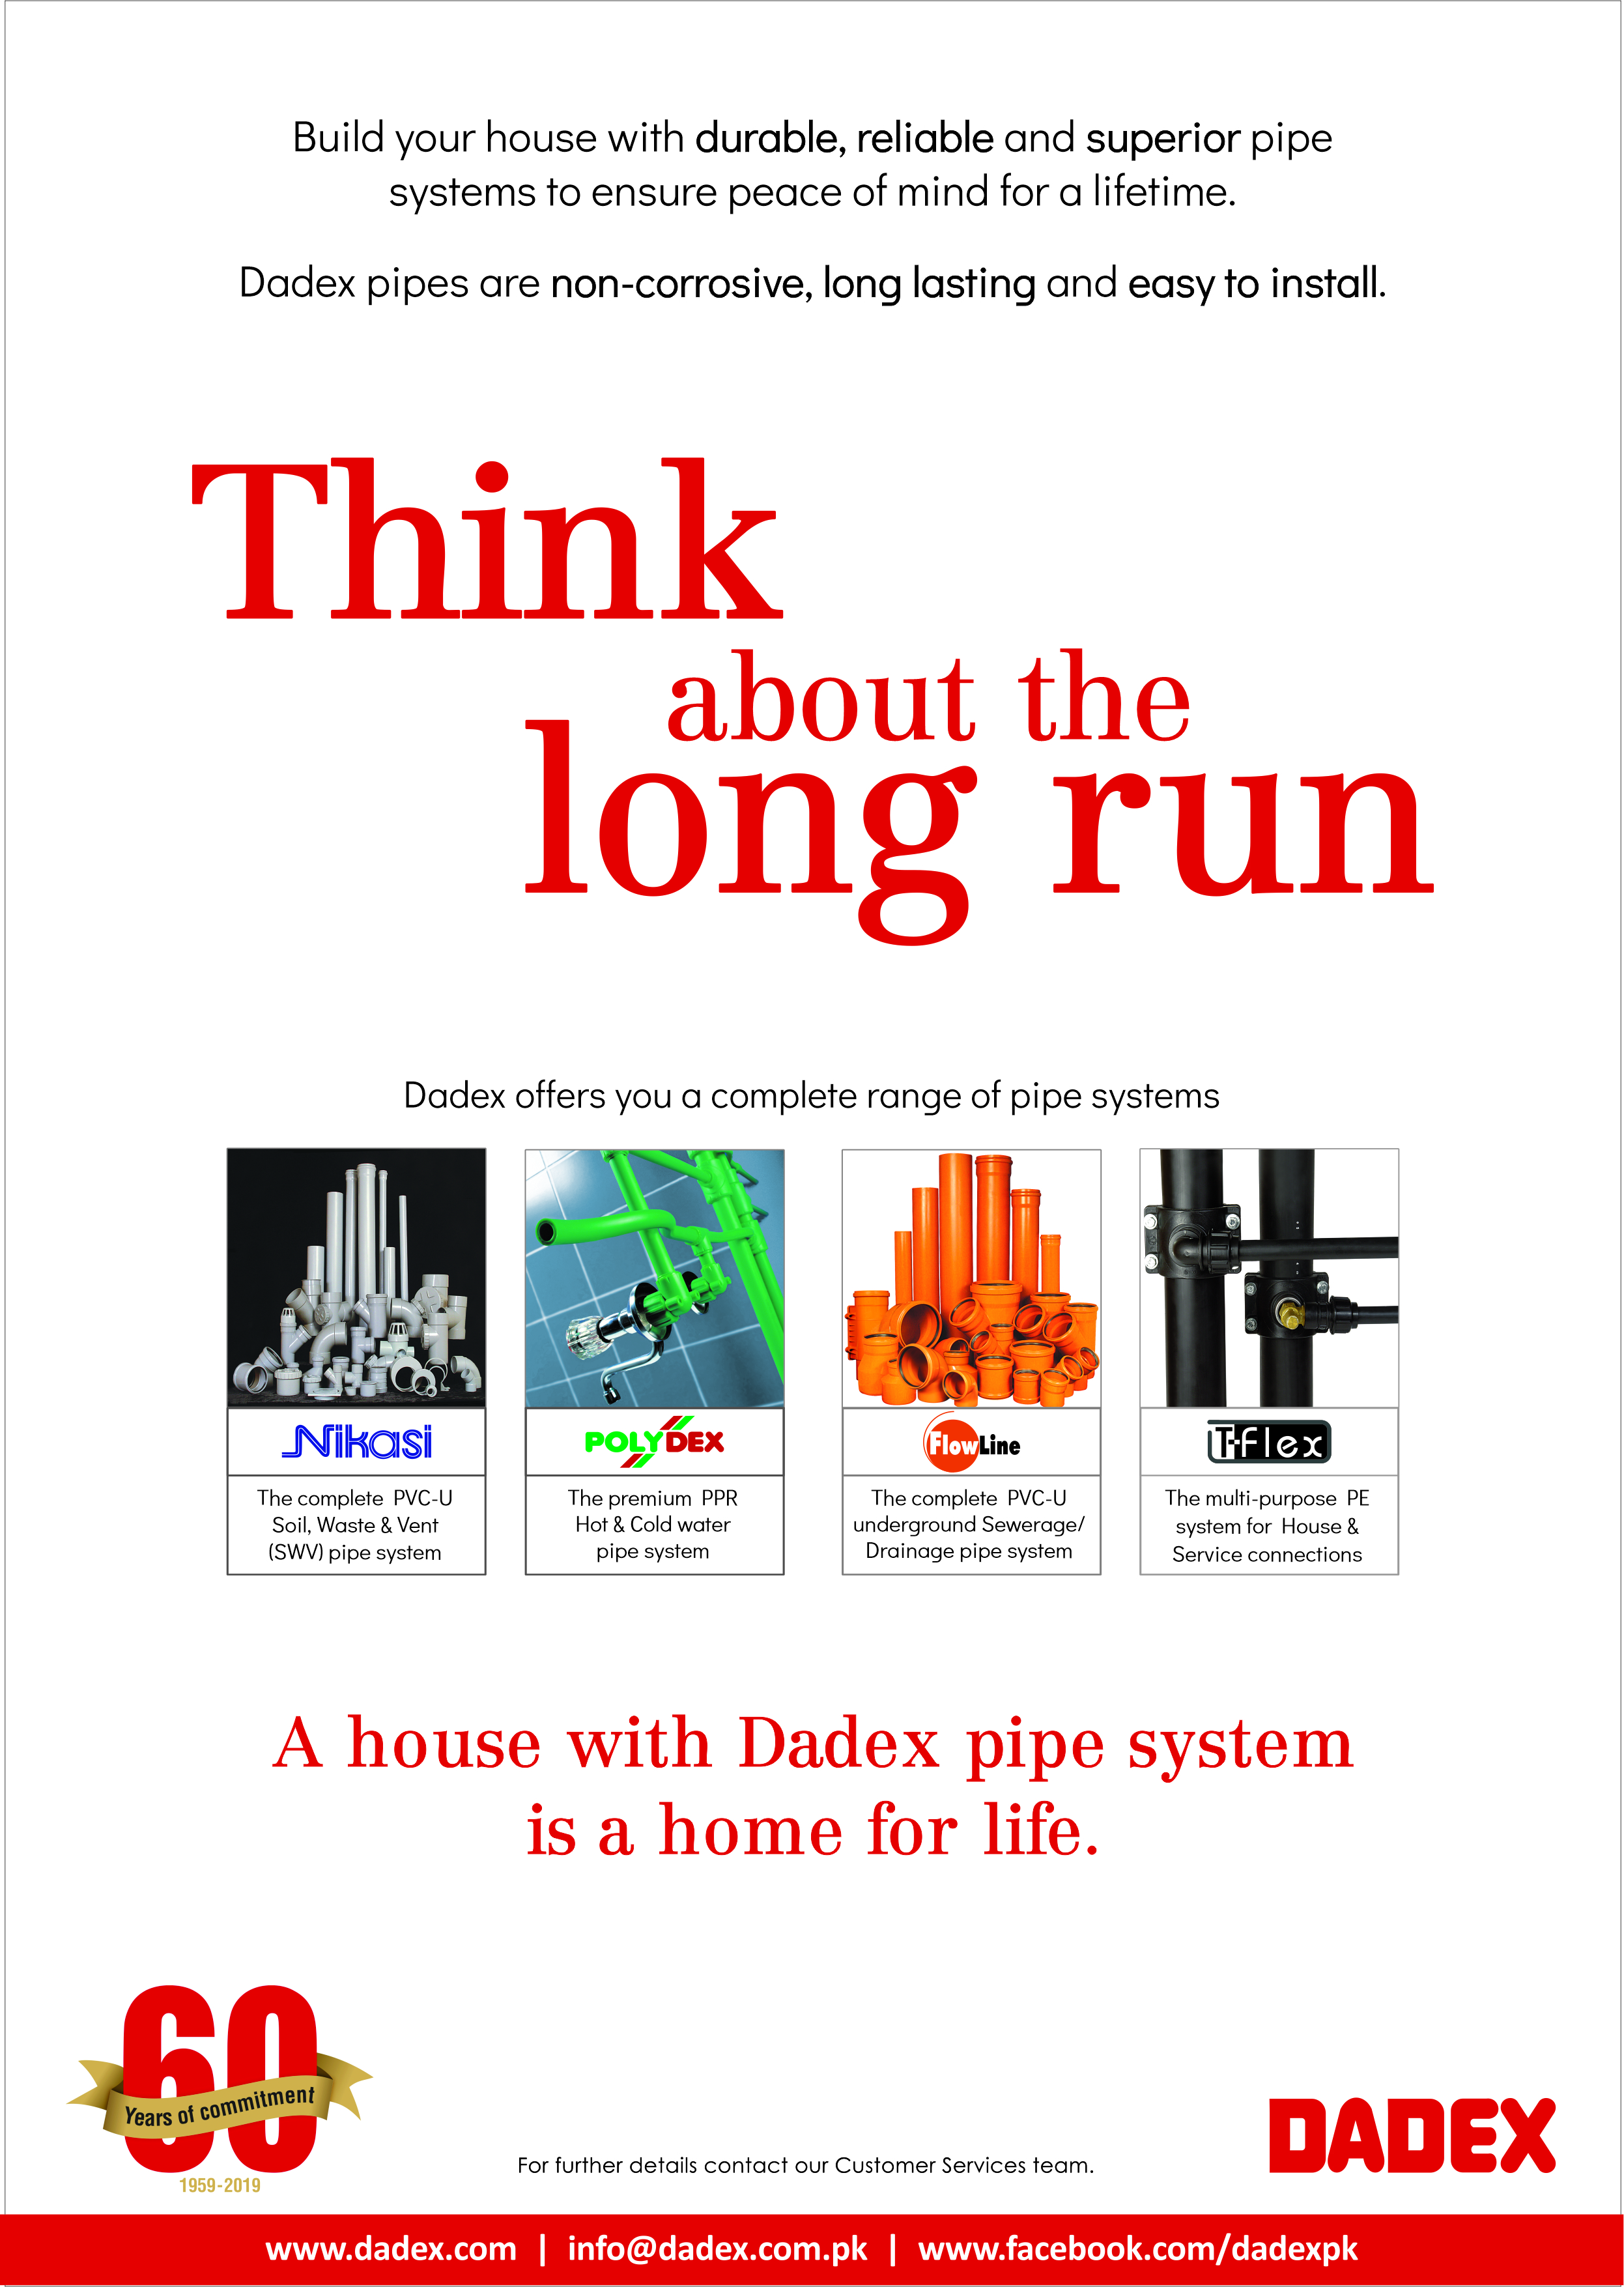 Build your house with durable, reliable and superior pipe
systems to ensure peace of mind for a lifetime.
Dadex pipes are non-corrosive, long lasting and easy to install.
Think
about the
long run
Dadex offers you a complete range of pipe systems
Nikasi
The complete PVC-U
Soil, Waste & Vent
(SWV) pipe system
POLYDEX
The premium PPR
Hot & Cold water
pipe system
FlowLine
The complete PVC-U
underground Sewerage/
Drainage pipe system
T-flex
The multi-purpose PE
system for House &
Service connections
A house with Dadex pipe system
is a home for life.
60
Years of commitment
1959-2019
For further details contact our Customer Services team.
DADEX
www.dadex.com | info@dadex.com.pk | www.facebook.com/dadexpk